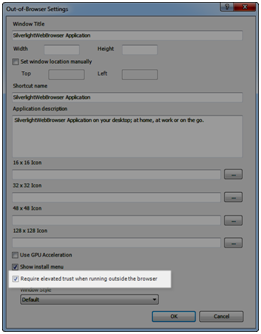 Out-of-Browser Settings
Window Title
SilverlightWebBrowser Application
Width
Height
Set window location manually
Top
Left
Shortcut name
SilverlightWebBrowser Application
Application description
SilverlightWebBrowser Application on your desktop; at home, at work or on the go.
16 x 16 Icon
...
32 x 32 Icon
...
48 x 48 Icon
...
128 x 128 Icon
...
Use GPU Acceleration
Show install menu
Require elevated trust when running outside the browser
Window Style
Default
OK
Cancel